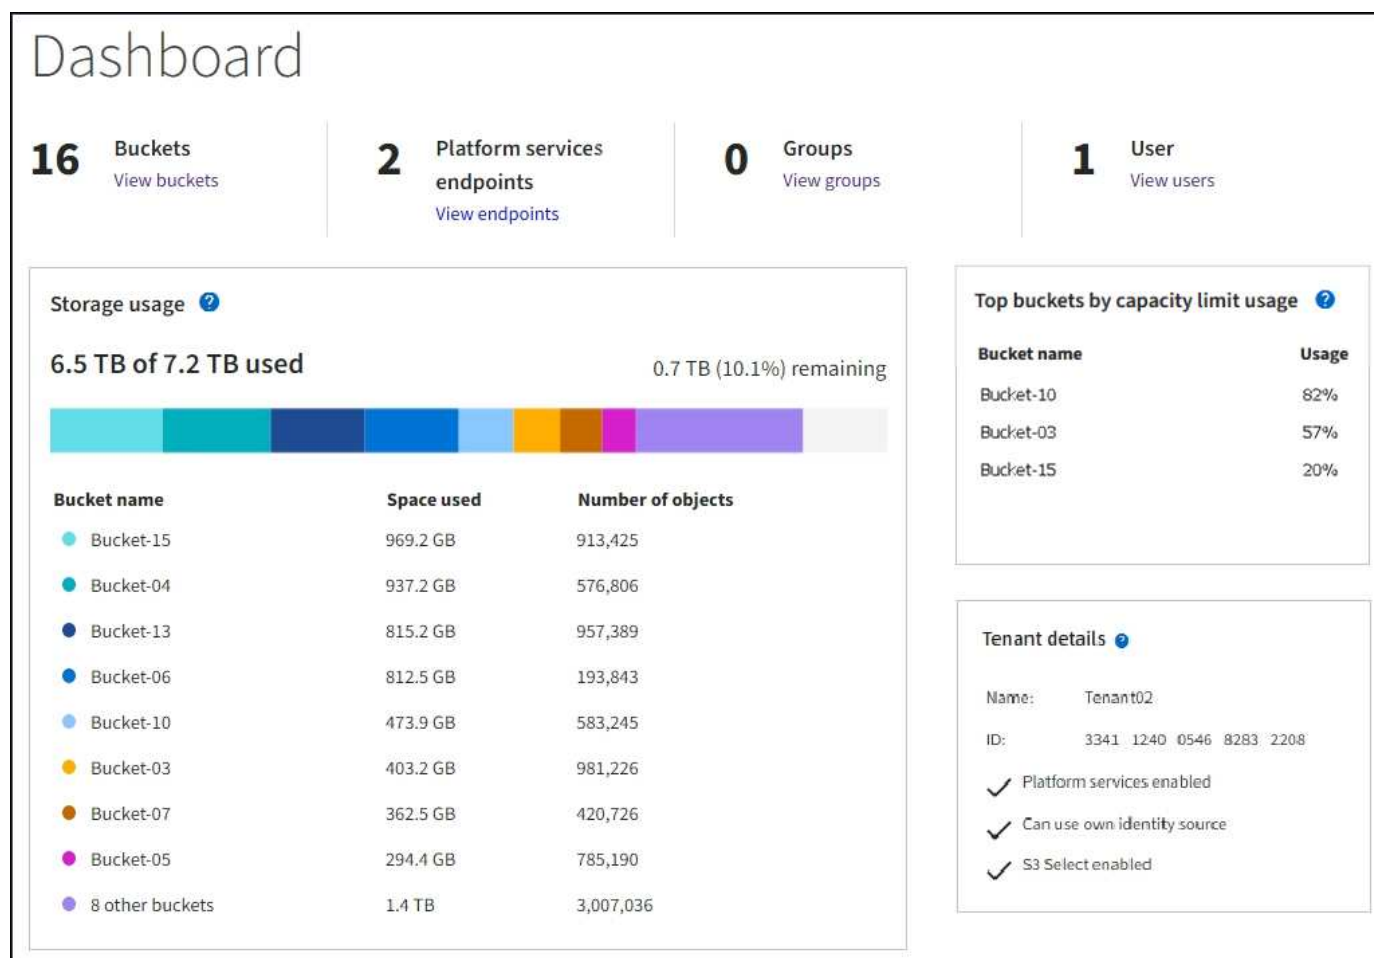 Dashboard
16 Buckets
View buckets
2 Platform services
endpoints
View endpoints
0 Groups
View groups
1 User
View users
Storage usage ?
6.5 TB of 7.2 TB used 0.7 TB (10.1%) remaining
Bucket name Space used Number of objects
Bucket-15 969.2 GB 913,425
Bucket-04 937.2 GB 576,806
Bucket-13 815.2 GB 957,389
Bucket-06 812.5 GB 193,843
Bucket-10 473.9 GB 583,245
Bucket-03 403.2 GB 981,226
Bucket-07 362.5 GB 420,726
Bucket-05 294.4 GB 785,190
8 other buckets 1.4 TB 3,007,036
Top buckets by capacity limit usage ?
Bucket name Usage
Bucket-10 82%
Bucket-03 57%
Bucket-15 20%
Tenant details ?
Name: Tenant02
ID: 3341 1240 0546 8283 2208
Platform services enabled
Can use own identity source
S3 Select enabled